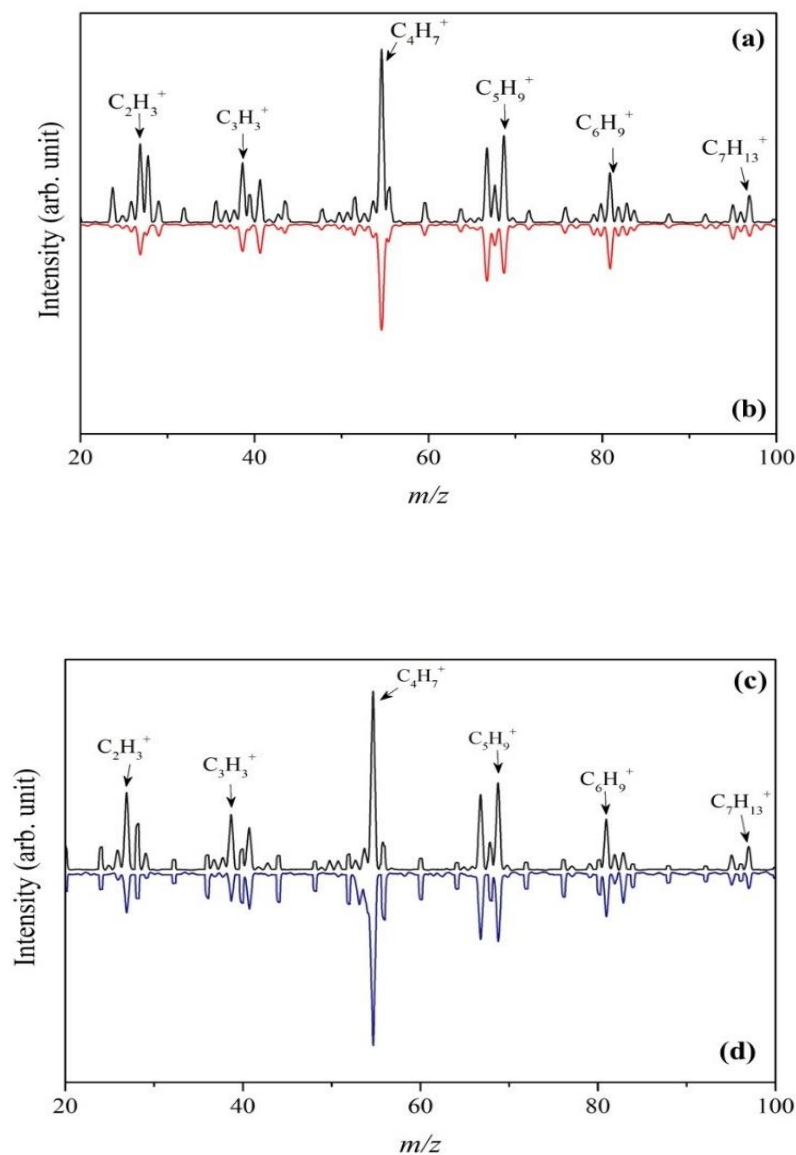 (a)
C₄H₇⁺
C₂H₃⁺
C₃H₃⁺
C₅H₉⁺
C₆H₉⁺
C₇H₁₃⁺
Intensity (arb. unit)
(b)
20 40 60 80 100
m/z
(c)
C₄H₇⁺
C₂H₃⁺
C₃H₃⁺
C₅H₉⁺
C₆H₉⁺
C₇H₁₃⁺
Intensity (arb. unit)
(d)
20 40 60 80 100
m/z